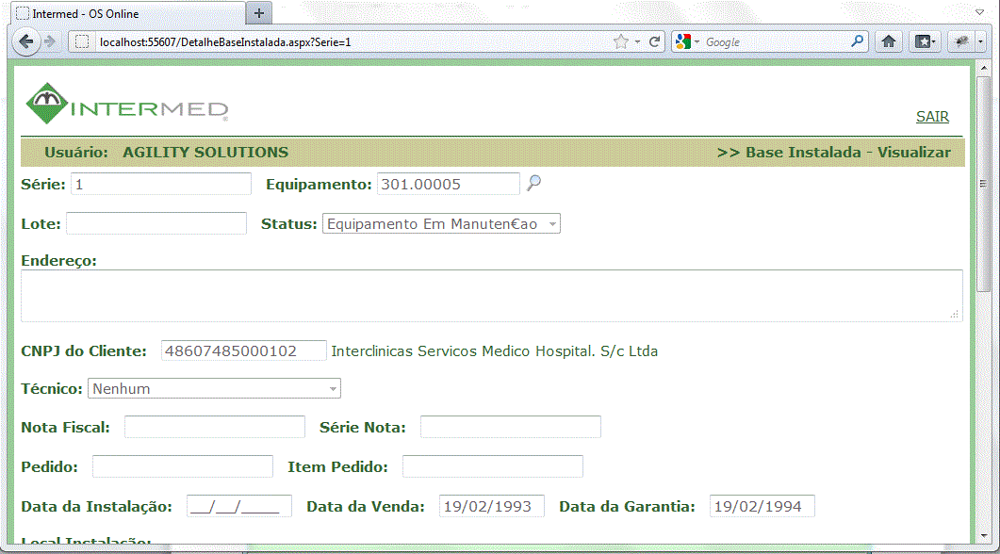 Intermed - OS Online
localhost:55607/DetalheBaseInstalada.aspx?Serie=1 Google
INTERMED
SAIR
Usuário: AGILITY SOLUTIONS >> Base Instalada - Visualizar
Série: 1 Equipamento: 301.00005
Lote: Status: Equipamento Em Manuten€ao
Endereço:
CNPJ do Cliente: 48607485000102 Interclinicas Servicos Medico Hospital. S/c Ltda
Técnico: Nenhum
Nota Fiscal: Série Nota:
Pedido: Item Pedido:
Data da Instalação: __/__/____ Data da Venda: 19/02/1993 Data da Garantia: 19/02/1994
Local Instalação: